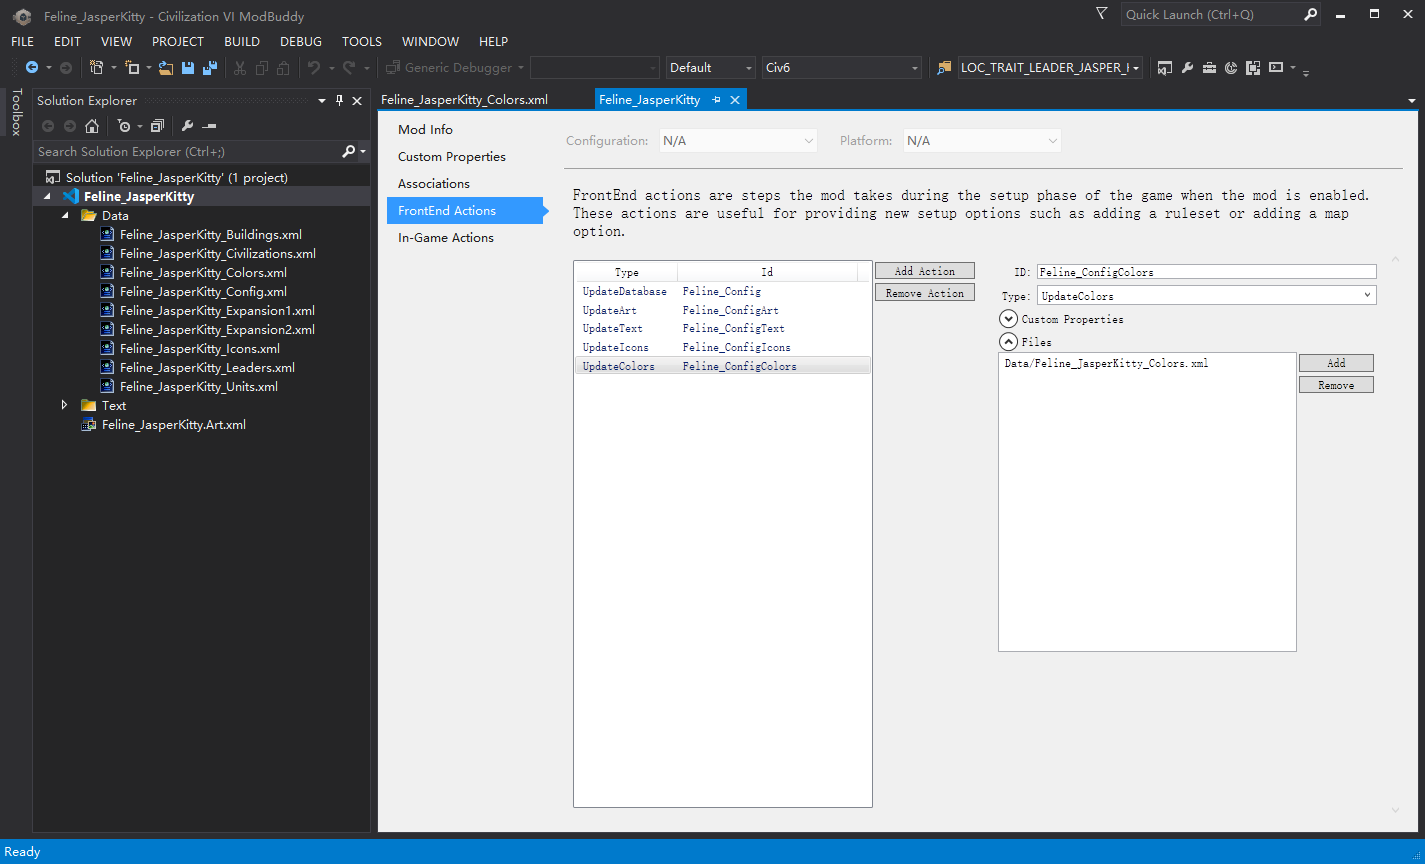 Feline_JasperKitty - Civilization VI ModBuddy
Quick Launch (Ctrl+Q)
FILE EDIT VIEW PROJECT BUILD DEBUG TOOLS WINDOW HELP
Generic Debugger
Default
Civ6
LOC_TRAIT_LEADER_JASPER_
Toolbox
Solution Explorer
Search Solution Explorer (Ctrl+;)
Solution 'Feline_JasperKitty' (1 project)
Feline_JasperKitty
Data
Feline_JasperKitty_Buildings.xml
Feline_JasperKitty_Civilizations.xml
Feline_JasperKitty_Colors.xml
Feline_JasperKitty_Config.xml
Feline_JasperKitty_Expansion1.xml
Feline_JasperKitty_Expansion2.xml
Feline_JasperKitty_Icons.xml
Feline_JasperKitty_Leaders.xml
Feline_JasperKitty_Units.xml
Text
Feline_JasperKitty.Art.xml
Feline_JasperKitty_Colors.xml
Feline_JasperKitty
Mod Info
Custom Properties
Associations
FrontEnd Actions
In-Game Actions
Configuration: N/A
Platform: N/A
FrontEnd actions are steps the mod takes during the setup phase of the game when the mod is enabled.
These actions are useful for providing new setup options such as adding a ruleset or adding a map
option.
Type Id
UpdateDatabase Feline_Config
UpdateArt Feline_ConfigArt
UpdateText Feline_ConfigText
UpdateIcons Feline_ConfigIcons
UpdateColors Feline_ConfigColors
Add Action
Remove Action
ID: Feline_ConfigColors
Type: UpdateColors
Custom Properties
Files
Data/Feline_JasperKitty_Colors.xml
Add
Remove
Ready